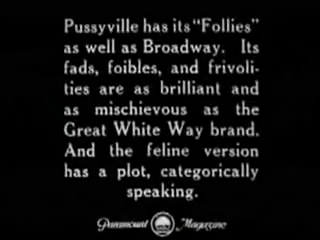 Pussyville has its “Follies”
as well as Broadway. Its
fads, foibles, and frivoli-
ties are as brilliant and
as mischievous as the
Great White Way brand.
And the feline version
has a plot, categorically
speaking.
Paramount Magazine